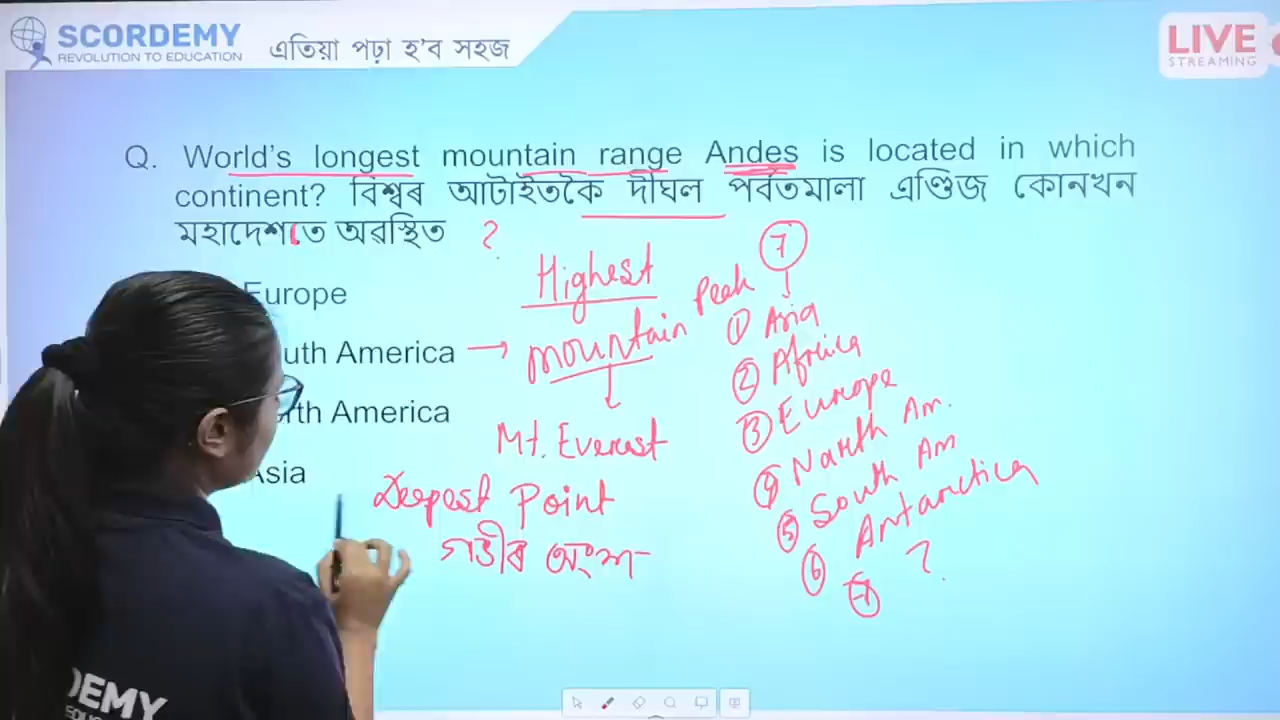 SCORDEMY
REVOLUTION TO EDUCATION
এতিয়া পঢ়া হ'ব সহজ
LIVE
STREAMING
Q. World's longest mountain range Andes is located in which
continent? বিশ্বৰ আটাইতকৈ দীঘল পৰ্বতমালা এণ্ডিজ কোনখন
মহাদেশতে অৱস্থিত ?
Europe
uth America
rth America
Asia
Highest
mountain Peak
Mt. Everest
Deepest Point
গভীৰ অংশ
7
① Asia
② Africa
③ Europe
④ North Am.
⑤ South Am
⑥ Antarctica
⑦ ?
DEMY